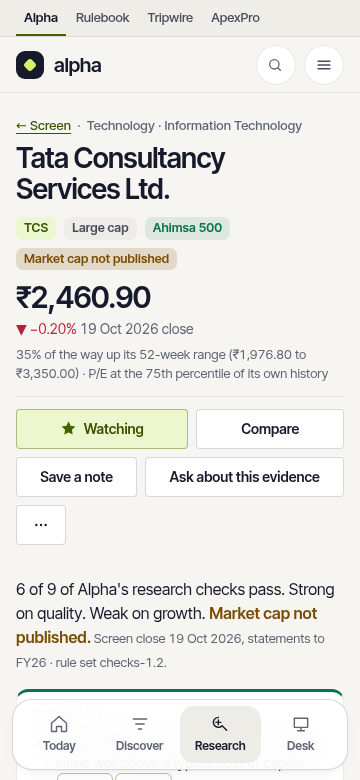 Alpha Rulebook Tripwire ApexPro
alpha
← Screen · Technology · Information Technology
Tata Consultancy
Services Ltd.
TCS Large cap Ahimsa 500
Market cap not published
₹2,460.90
▼ −0.20% 19 Oct 2026 close
35% of the way up its 52-week range (₹1,976.80 to
₹3,350.00) · P/E at the 75th percentile of its own history
★ Watching Compare
Save a note Ask about this evidence
...
6 of 9 of Alpha's research checks pass. Strong
on quality. Weak on growth. Market cap not
published. Screen close 19 Oct 2026, statements to
FY26 · rule set checks-1.2.
Today Discover Research Desk